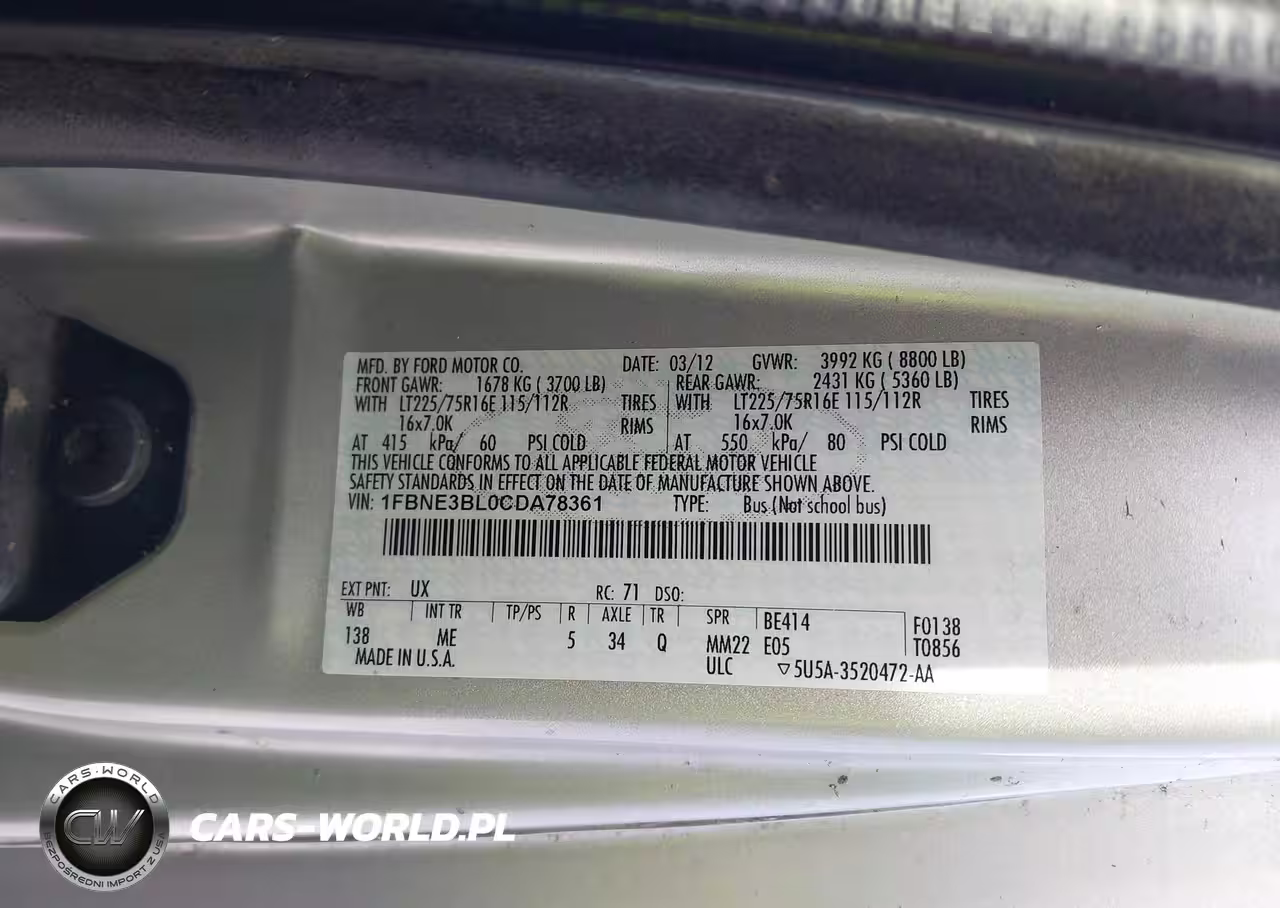 MFD. BY FORD MOTOR CO. DATE: 03/12 GVWR: 3992 KG ( 8800 LB)
FRONT GAWR: 1678 KG ( 3700 LB) REAR GAWR: 2431 KG ( 5360 LB)
WITH LT225/75R16E 115/112R TIRES WITH LT225/75R16E 115/112R TIRES
16x7.0K RIMS 16x7.0K RIMS
AT 415 kPa/ 60 PSI COLD AT 550 kPa/ 80 PSI COLD
THIS VEHICLE CONFORMS TO ALL APPLICABLE FEDERAL MOTOR VEHICLE
SAFETY STANDARDS IN EFFECT ON THE DATE OF MANUFACTURE SHOWN ABOVE.
VIN: 1FBNE3BL0CDA78361 TYPE: Bus (Not school bus)
EXT PNT: UX RC: 71 DSO:
WB INT TR TP/PS R AXLE TR SPR BE414 F0138
138 ME 5 34 Q MM22 E05 T0856
MADE IN U.S.A. ULC ▽5U5A-3520472-AA
CARS-WORLD
CW
BEZPOŚREDNI IMPORT Z USA
CARS-WORLD.PL